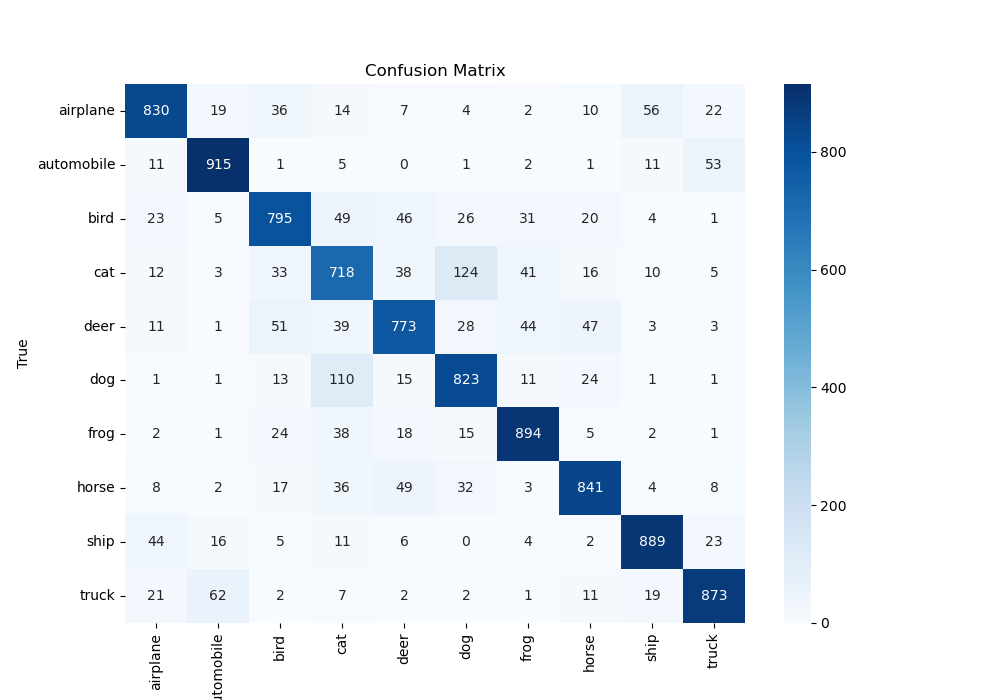 Confusion Matrix
airplane 830 19 36 14 7 4 2 10 56 22
automobile 11 915 1 5 0 1 2 1 11 53
bird 23 5 795 49 46 26 31 20 4 1
cat 12 3 33 718 38 124 41 16 10 5
deer 11 1 51 39 773 28 44 47 3 3
dog 1 1 13 110 15 823 11 24 1 1
frog 2 1 24 38 18 15 894 5 2 1
horse 8 2 17 36 49 32 3 841 4 8
ship 44 16 5 11 6 0 4 2 889 23
truck 21 62 2 7 2 2 1 11 19 873
True
airplane utomobile bird cat deer dog frog horse ship truck
800
600
400
200
0